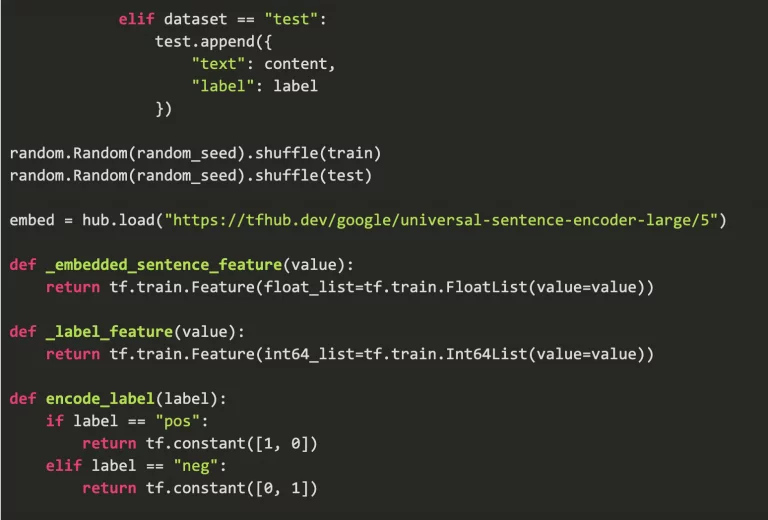 elif dataset == "test":
test.append({
"text": content,
"label": label
})
random.Random(random_seed).shuffle(train)
random.Random(random_seed).shuffle(test)
embed = hub.load("https://tfhub.dev/google/universal-sentence-encoder-large/5")
def _embedded_sentence_feature(value):
return tf.train.Feature(float_list=tf.train.FloatList(value=value))
def _label_feature(value):
return tf.train.Feature(int64_list=tf.train.Int64List(value=value))
def encode_label(label):
if label == "pos":
return tf.constant([1, 0])
elif label == "neg":
return tf.constant([0, 1])